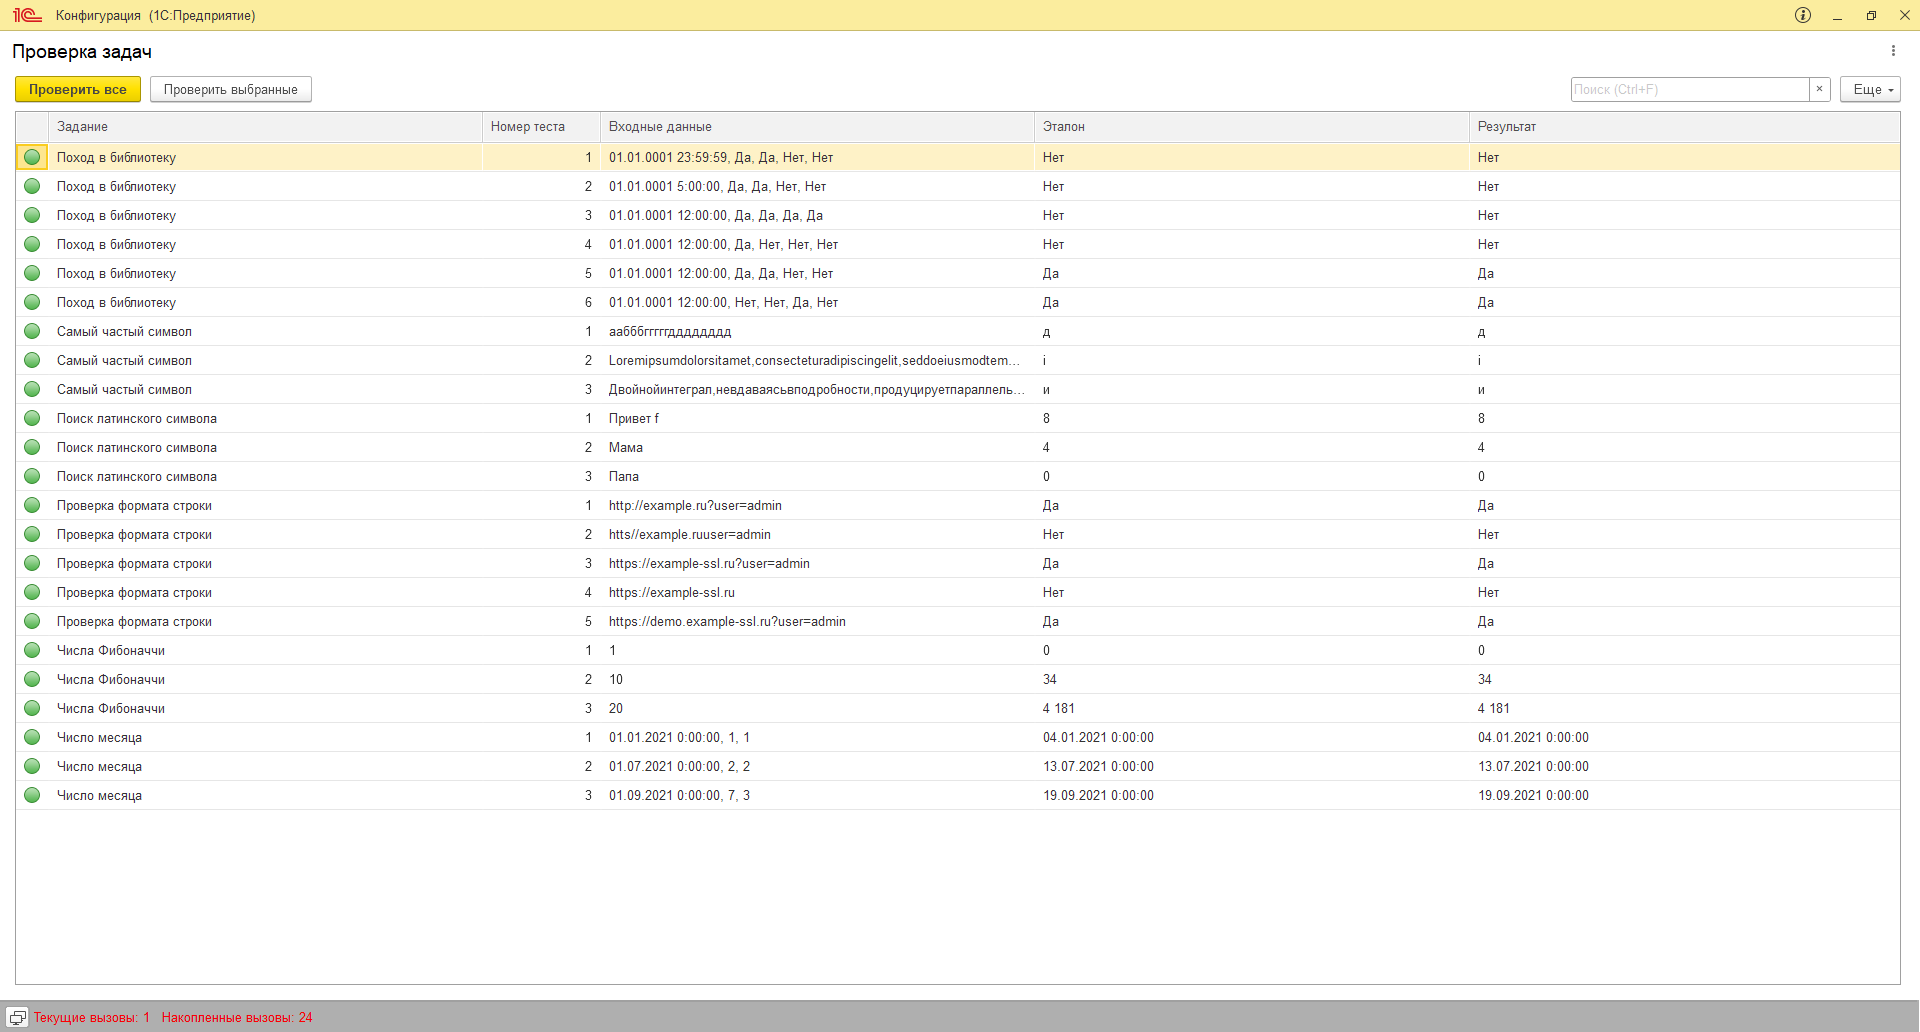 1С Конфигурация (1С:Предприятие)
Проверка задач
Проверить все Проверить выбранные Поиск (Ctrl+F) × Еще
Задание Номер теста Входные данные Эталон Результат
Поход в библиотеку 1 01.01.0001 23:59:59, Да, Да, Нет, Нет Нет Нет
Поход в библиотеку 2 01.01.0001 5:00:00, Да, Да, Нет, Нет Нет Нет
Поход в библиотеку 3 01.01.0001 12:00:00, Да, Да, Да, Да Нет Нет
Поход в библиотеку 4 01.01.0001 12:00:00, Да, Нет, Нет, Нет Нет Нет
Поход в библиотеку 5 01.01.0001 12:00:00, Да, Да, Нет, Нет Да Да
Поход в библиотеку 6 01.01.0001 12:00:00, Нет, Нет, Да, Нет Да Да
Самый частый символ 1 аабббгггггдддддддд д д
Самый частый символ 2 Loremipsumdolorsitamet,consecteturadipiscingelit,seddoeiusmodtem... i i
Самый частый символ 3 Двойнойинтеграл,невдаваясьвподробности,продуцируетпараллель... и и
Поиск латинского символа 1 Привет f 8 8
Поиск латинского символа 2 Мама 4 4
Поиск латинского символа 3 Папа 0 0
Проверка формата строки 1 http://example.ru?user=admin Да Да
Проверка формата строки 2 htts//example.ruuser=admin Нет Нет
Проверка формата строки 3 https://example-ssl.ru?user=admin Да Да
Проверка формата строки 4 https://example-ssl.ru Нет Нет
Проверка формата строки 5 https://demo.example-ssl.ru?user=admin Да Да
Числа Фибоначчи 1 1 0 0
Числа Фибоначчи 2 10 34 34
Числа Фибоначчи 3 20 4 181 4 181
Число месяца 1 01.01.2021 0:00:00, 1, 1 04.01.2021 0:00:00 04.01.2021 0:00:00
Число месяца 2 01.07.2021 0:00:00, 2, 2 13.07.2021 0:00:00 13.07.2021 0:00:00
Число месяца 3 01.09.2021 0:00:00, 7, 3 19.09.2021 0:00:00 19.09.2021 0:00:00
Текущие вызовы: 1 Накопленные вызовы: 24